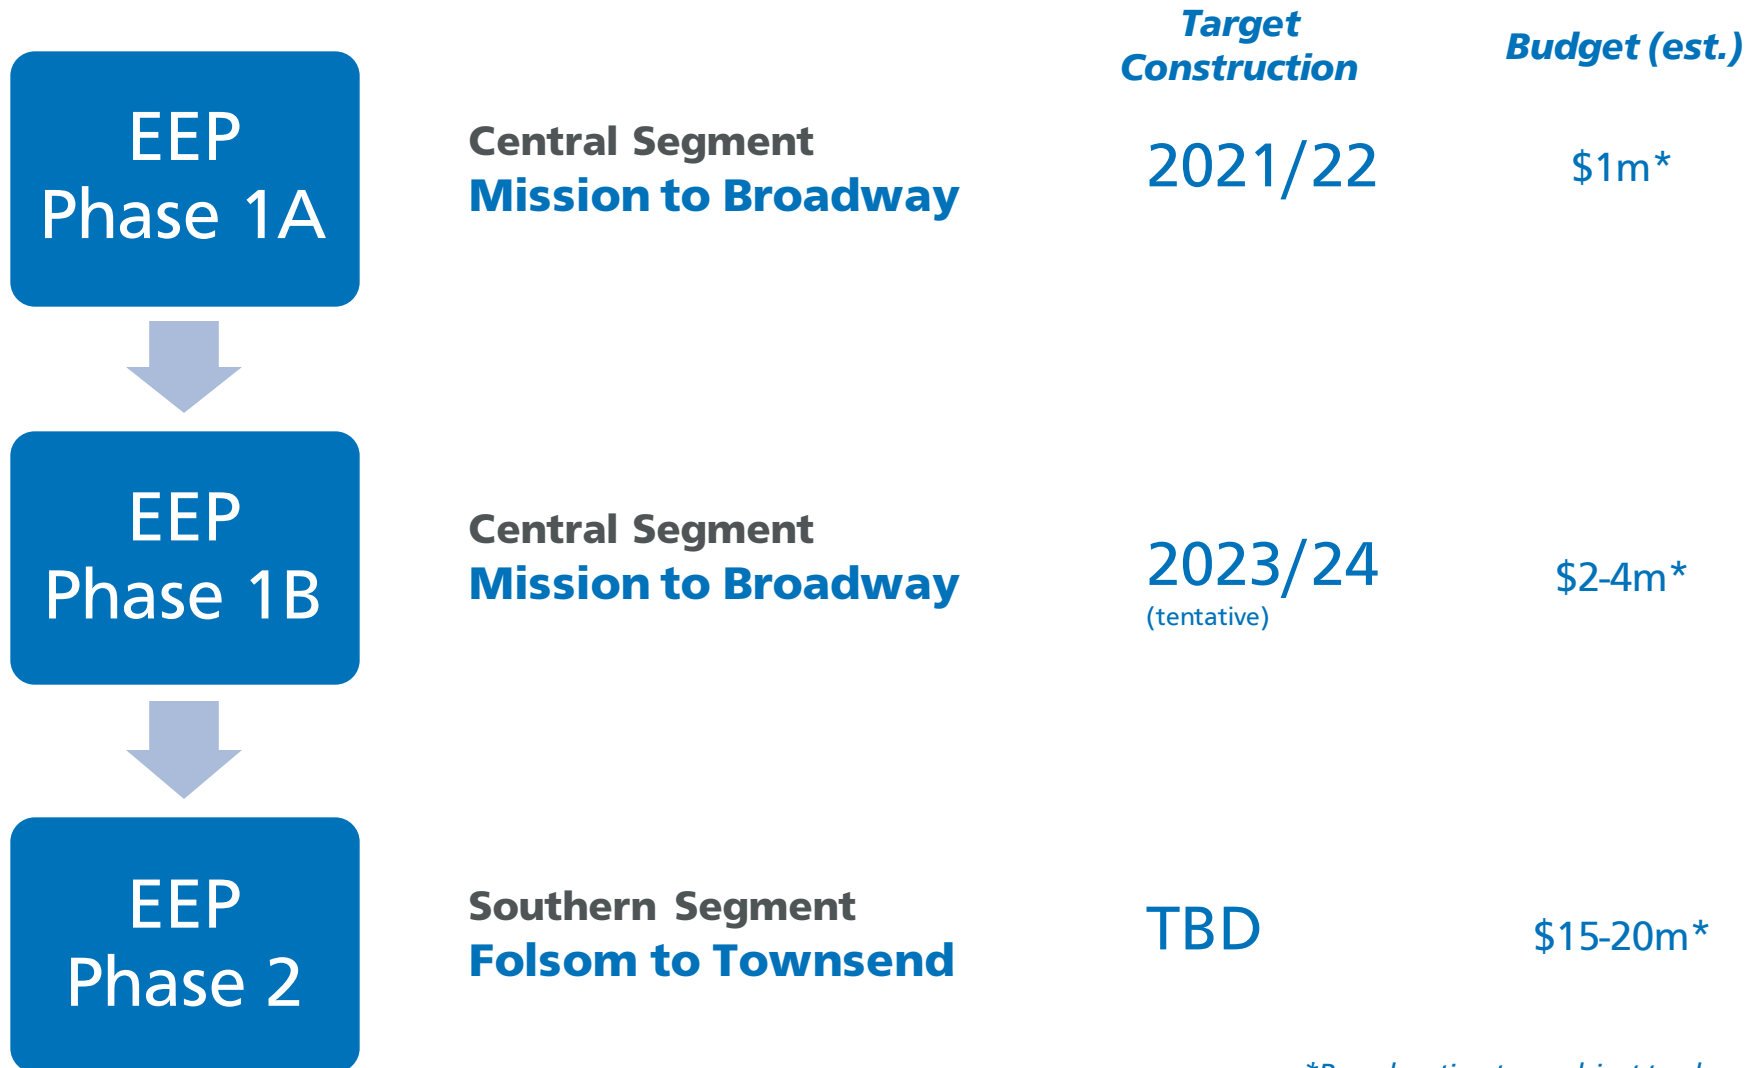 Target
Construction
Budget (est.)
EEP
Phase 1A
Central Segment
Mission to Broadway
2021/22
$1m*
EEP
Phase 1B
Central Segment
Mission to Broadway
2023/24
(tentative)
$2-4m*
EEP
Phase 2
Southern Segment
Folsom to Townsend
TBD
$15-20m*